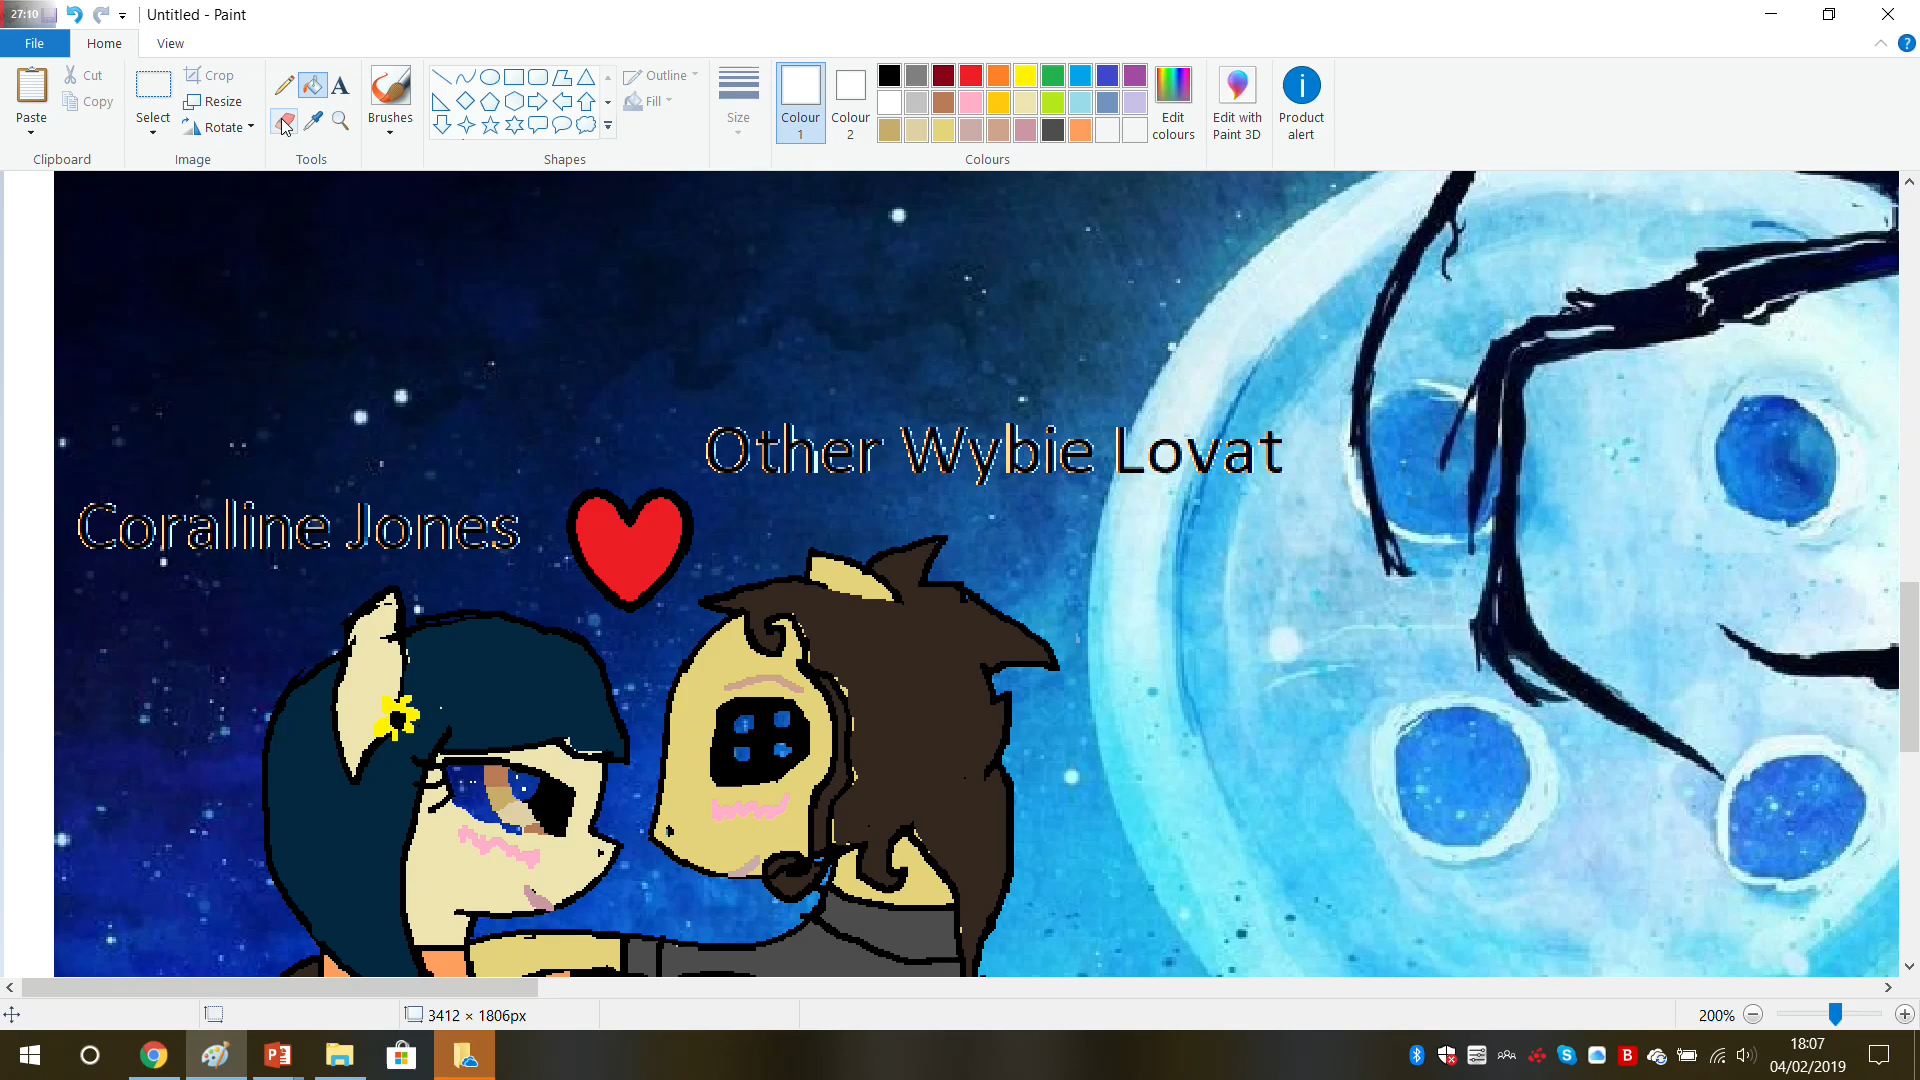 27:10
Untitled - Paint
File
Home
View
Paste
Cut
Copy
Clipboard
Select
Crop
Resize
Rotate
Image
A
Tools
Brushes
Outline
Fill
Shapes
Size
Colour 1
Colour 2
Colours
Edit colours
Edit with Paint 3D
Product alert
Other Wybie Lovat
Coraline Jones
3412 × 1806px
200%
18:07
04/02/2019